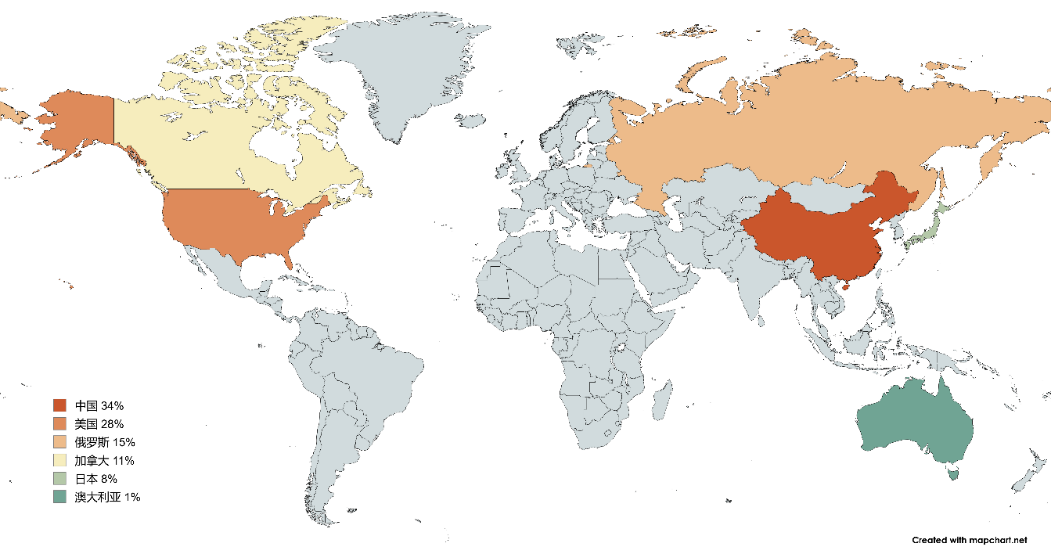 中国 34%
美国 28%
俄罗斯 15%
加拿大 11%
日本 8%
澳大利亚 1%
Created with mapchart.net